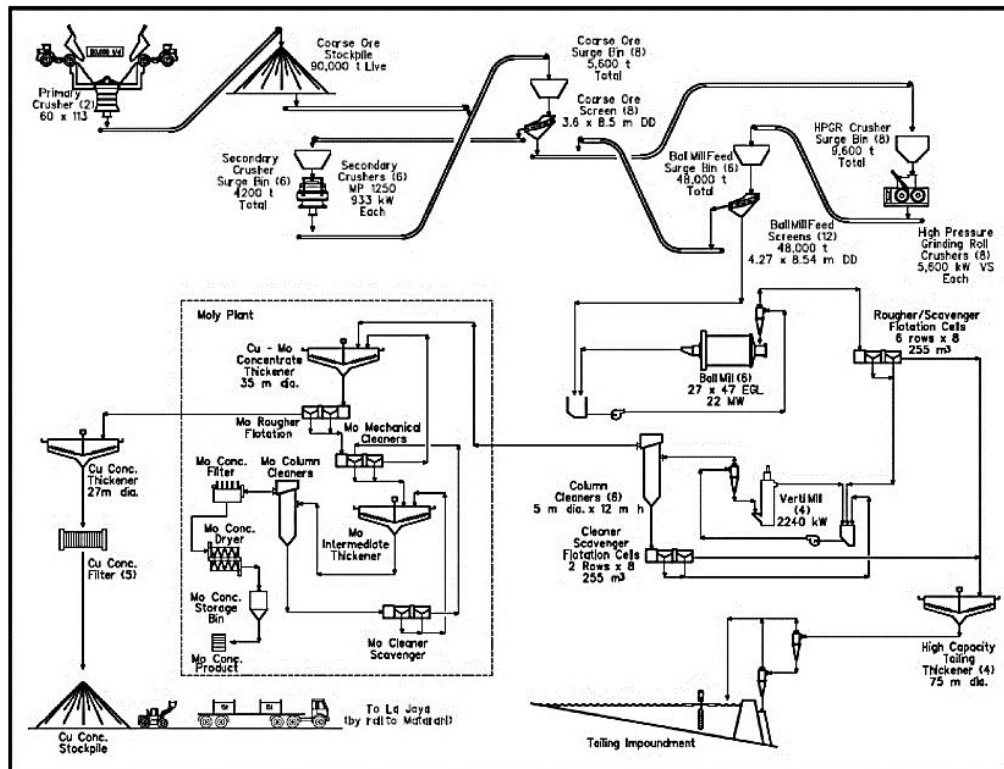 Primary
Crusher (2)
60 x 113
Coarse Ore
Stockpile
90,000 t Live
Coarse Ore
Surge Bin (8)
5,600 t
Total
Coarse Ore
Screen (8)
3.6 x 8.5 m DD
Secondary
Crusher
Surge Bin (6)
4200 t
Total
Secondary
Crushers (6)
MP 1250
933 kW
Each
Ball Mill Feed
Surge Bin (6)
48,000 t
Total
HPGR Crusher
Surge Bin (8)
9,600 t
Total
Ball Mill Feed
Screens (12)
48,000 t
4.27 x 8.54 m DD
High Pressure
Grinding Roll
Crushers (8)
5,600 kW VS
Each
Moly Plant
Cu - Mo
Concentrate
Thickener
35 m dia.
Ball Mill (6)
27 x 47 EGL
22 MW
Rougher/Scavenger
Flotation Cells
6 rows x 8
255 m³
Mo Rougher
Flotation
Mo Mechanical
Cleaners
Cu Conc.
Thickener
27m dia.
Mo Conc.
Filter
Mo Column
Cleaners
Mo
Intermediate
Thickener
Column
Cleaners (6)
5 m dia. x 12 m h
VertiMill
(4)
2240 kW
Mo Conc.
Dryer
Cleaner
Scavenger
Flotation Cells
2 Rows x 8
255 m³
Cu Conc.
Filter (5)
Mo Conc.
Storage
Bin
Mo Conc.
Product
Mo Cleaner
Scavenger
High Capacity
Tailing
Thickener (4)
75 m dia.
Cu Conc.
Stockpile
To La Joya
(by rail to Matarani)
Tailing Impoundment